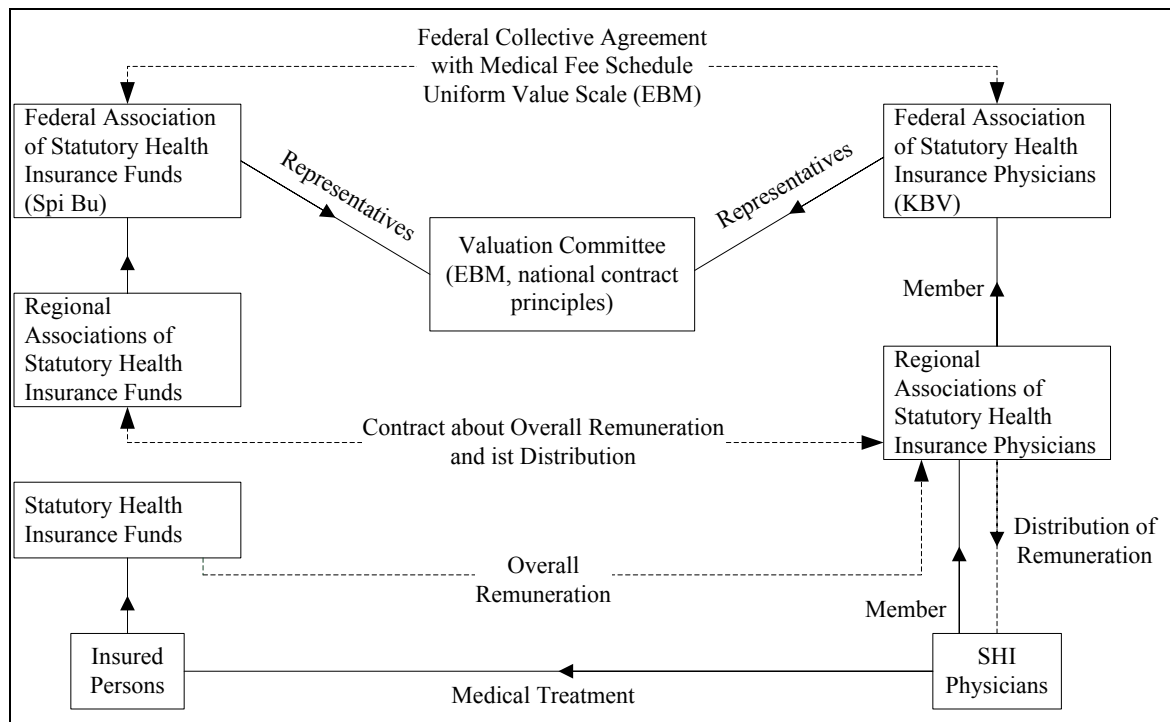 Federal Collective Agreement
with Medical Fee Schedule
Uniform Value Scale (EBM)
Federal Association
of Statutory Health
Insurance Funds
(Spi Bu)
Federal Association
of Statutory Health
Insurance Physicians
(KBV)
Representatives
Representatives
Valuation Committee
(EBM, national contract
principles)
Member
Regional
Associations of
Statutory Health
Insurance Funds
Regional
Associations of
Statutory Health
Insurance Physicians
Contract about Overall Remuneration
and ist Distribution
Statutory Health
Insurance Funds
Distribution of
Remuneration
Overall
Remuneration
Member
Insured
Persons
SHI
Physicians
Medical Treatment